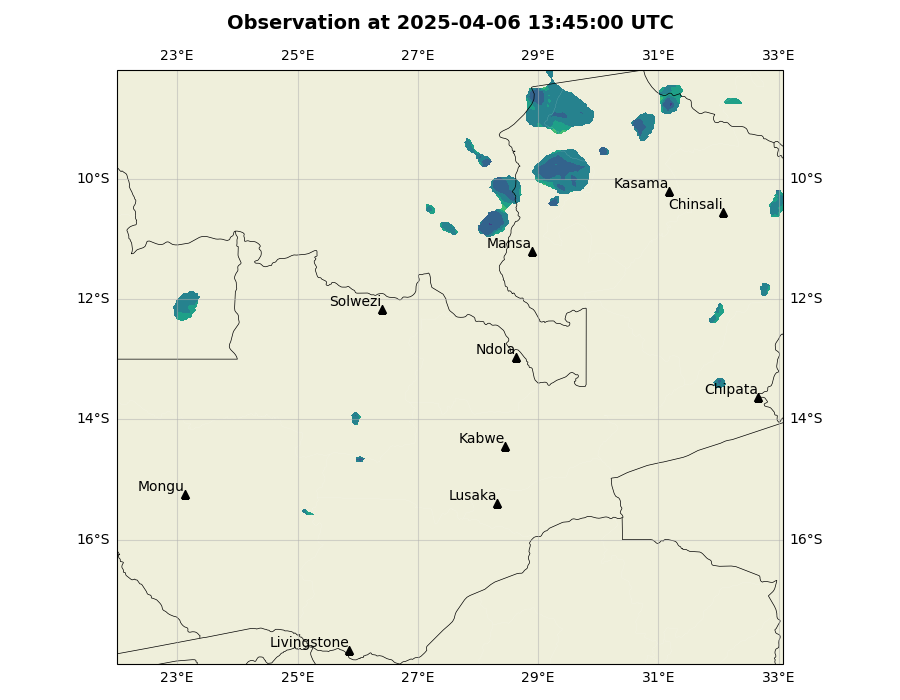 Observation at 2025-04-06 13:45:00 UTC
23°E 25°E 27°E 29°E 31°E 33°E
10°S 10°S
Kasama
Chinsali
Mansa
12°S 12°S
Solwezi
Ndola
Chipata
14°S 14°S
Kabwe
Mongu
Lusaka
16°S 16°S
Livingstone
23°E 25°E 27°E 29°E 31°E 33°E